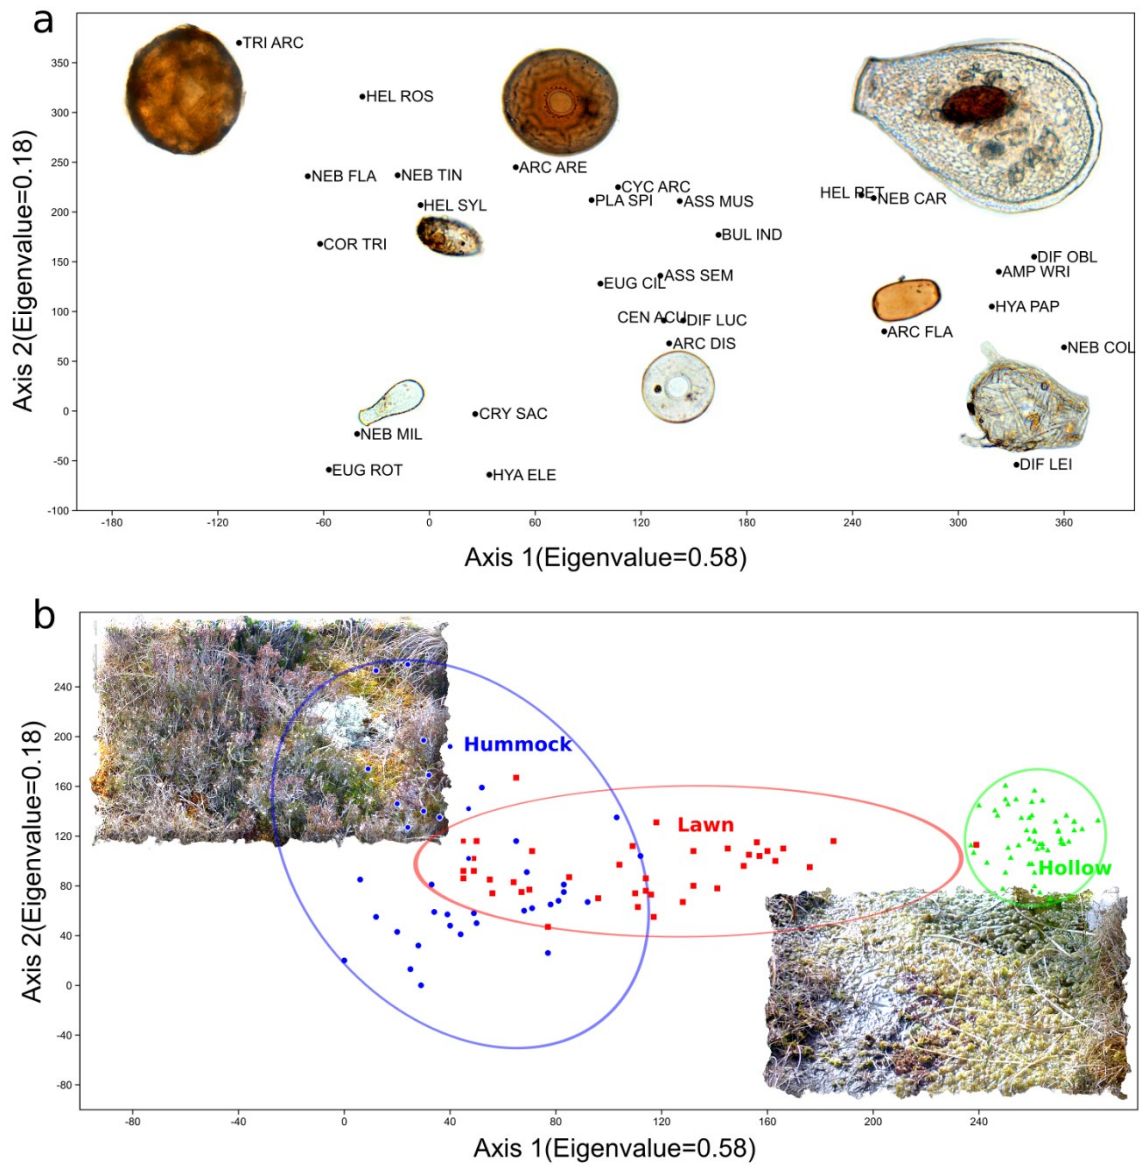 a
TRI ARC
HEL ROS
ARC ARE
NEB FLA
NEB TIN
CYC ARC
HEL PET
NEB CAR
HEL SYL
PLA SPI
ASS MUS
COR TRI
BUL IND
DIF OBL
ASS SEM
AMP WRI
EUG CIL
HYA PAP
CEN ACU
DIF LUC
ARC FLA
ARC DIS
NEB COL
CRY SAC
NEB MIL
EUG ROT
HYA ELE
DIF LEI
350
300
250
200
150
100
50
0
-50
-100
Axis 2(Eigenvalue=0.18)
-180
-120
-60
0
60
120
180
240
300
360
Axis 1(Eigenvalue=0.58)
b
Hummock
Lawn
Hollow
240
200
160
120
80
40
0
-40
-80
Axis 2(Eigenvalue=0.18)
-80
-40
0
40
80
120
160
200
240
Axis 1(Eigenvalue=0.58)